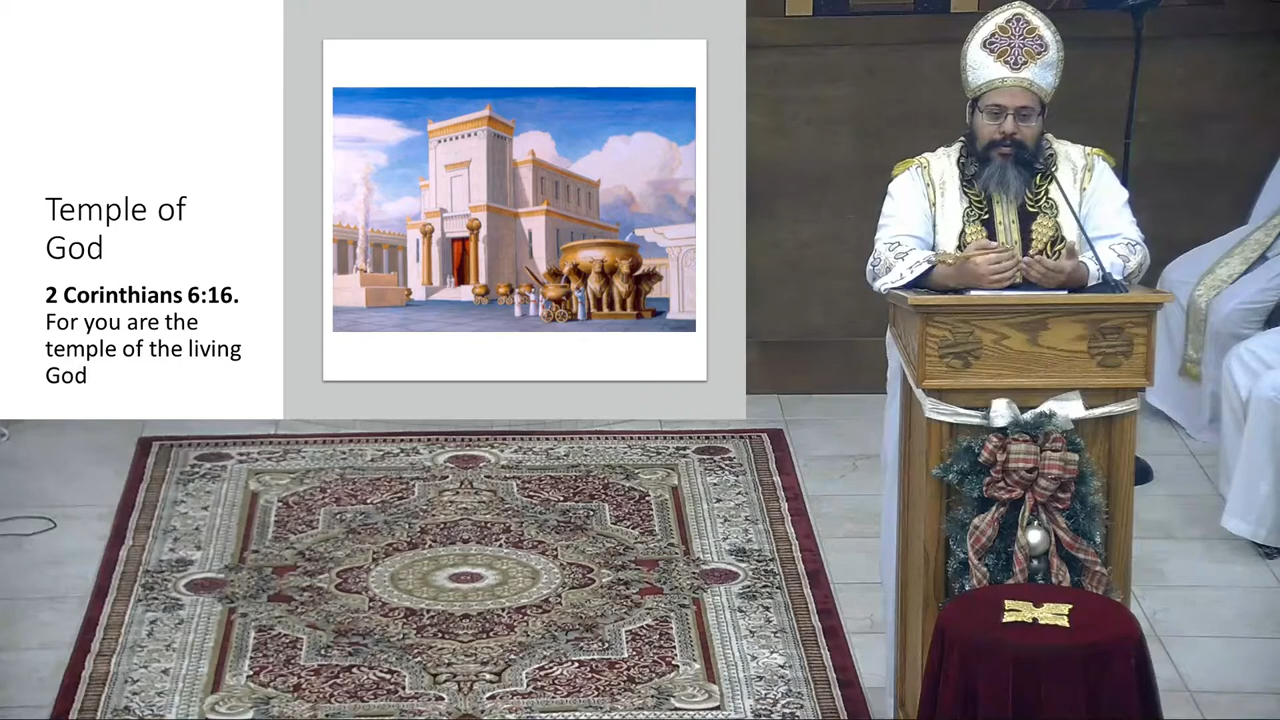 Temple of
God
2 Corinthians 6:16.
For you are the
temple of the living
God